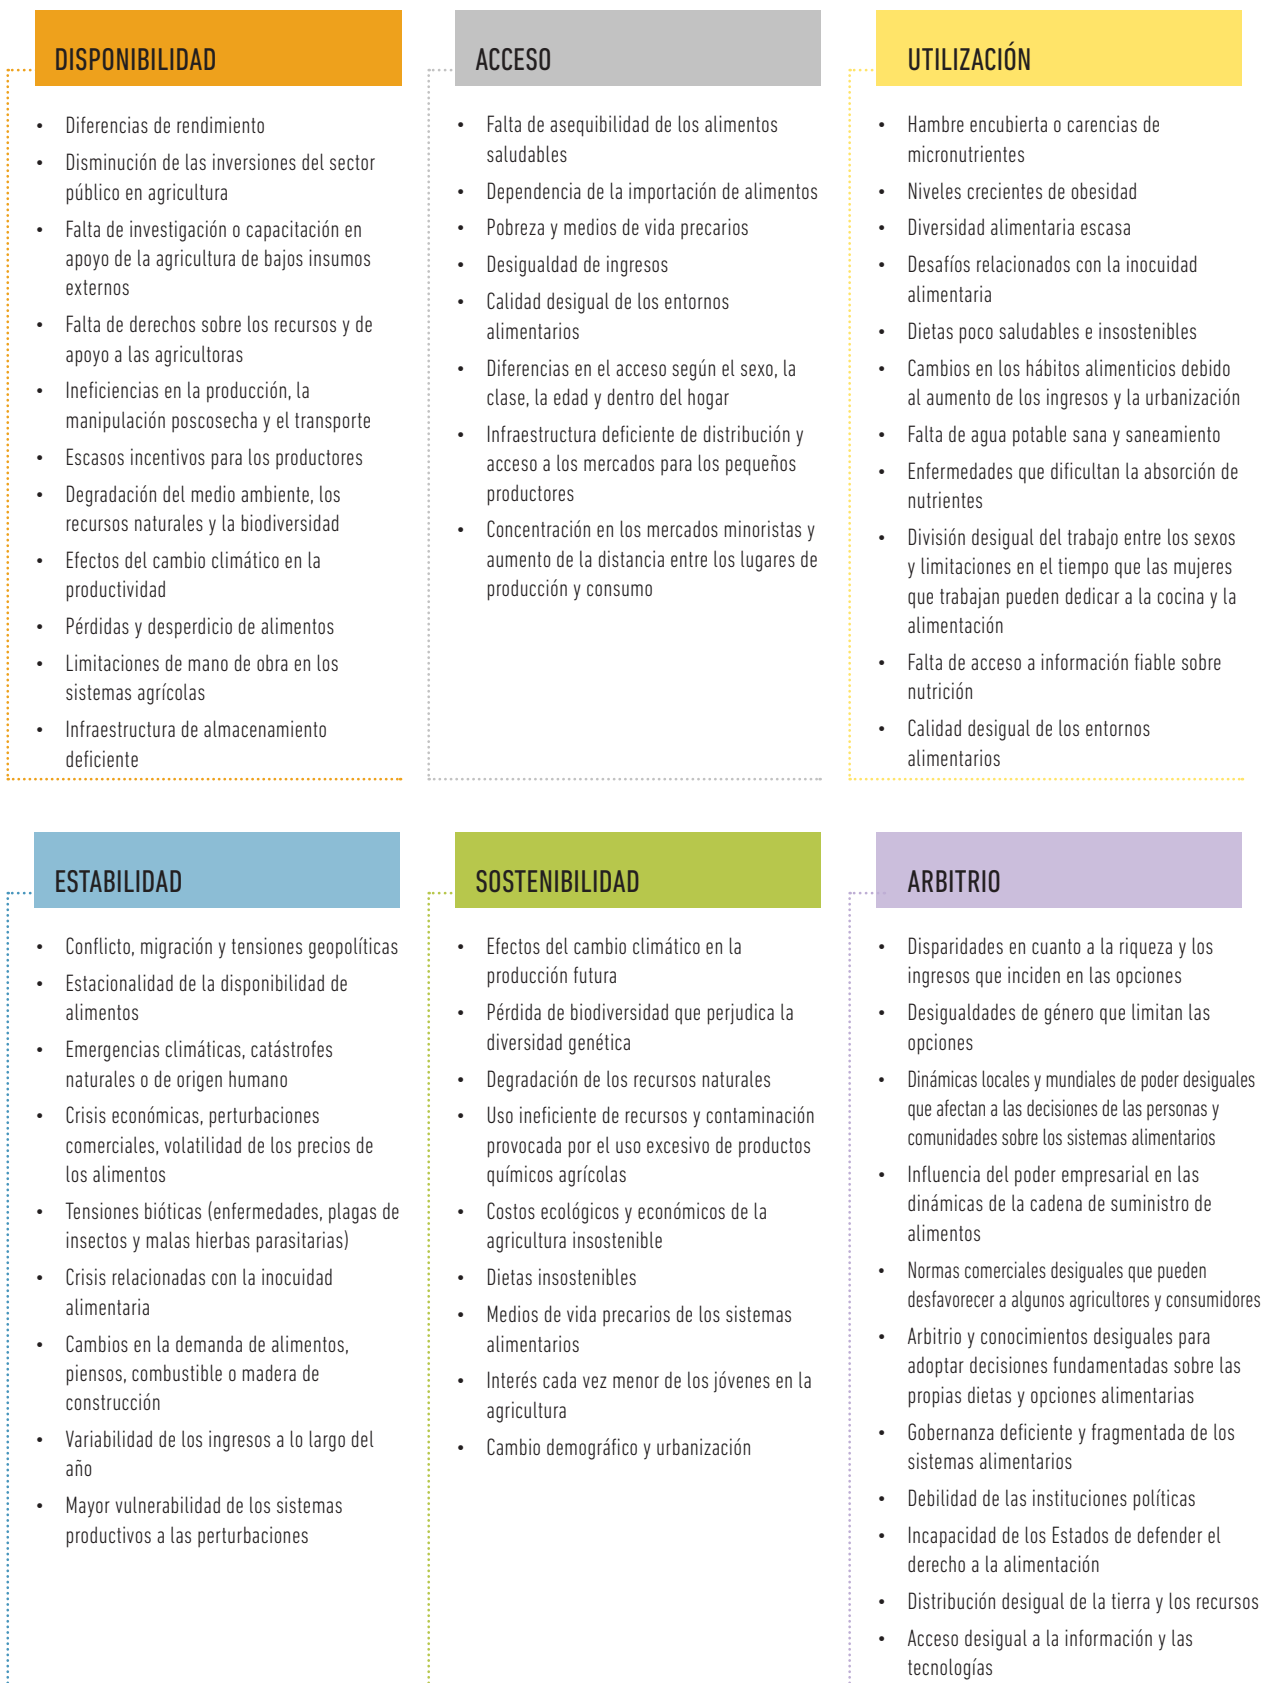 DISPONIBILIDAD
• Diferencias de rendimiento
• Disminución de las inversiones del sector
público en agricultura
• Falta de investigación o capacitación en
apoyo de la agricultura de bajos insumos
externos
• Falta de derechos sobre los recursos y de
apoyo a las agricultoras
• Ineficiencias en la producción, la
manipulación poscosecha y el transporte
• Escasos incentivos para los productores
• Degradación del medio ambiente, los
recursos naturales y la biodiversidad
• Efectos del cambio climático en la
productividad
• Pérdidas y desperdicio de alimentos
• Limitaciones de mano de obra en los
sistemas agrícolas
• Infraestructura de almacenamiento
deficiente
ACCESO
• Falta de asequibilidad de los alimentos
saludables
• Dependencia de la importación de alimentos
• Pobreza y medios de vida precarios
• Desigualdad de ingresos
• Calidad desigual de los entornos
alimentarios
• Diferencias en el acceso según el sexo, la
clase, la edad y dentro del hogar
• Infraestructura deficiente de distribución y
acceso a los mercados para los pequeños
productores
• Concentración en los mercados minoristas y
aumento de la distancia entre los lugares de
producción y consumo
UTILIZACIÓN
• Hambre encubierta o carencias de
micronutrientes
• Niveles crecientes de obesidad
• Diversidad alimentaria escasa
• Desafíos relacionados con la inocuidad
alimentaria
• Dietas poco saludables e insostenibles
• Cambios en los hábitos alimenticios debido
al aumento de los ingresos y la urbanización
• Falta de agua potable sana y saneamiento
• Enfermedades que dificultan la absorción de
nutrientes
• División desigual del trabajo entre los sexos
y limitaciones en el tiempo que las mujeres
que trabajan pueden dedicar a la cocina y la
alimentación
• Falta de acceso a información fiable sobre
nutrición
• Calidad desigual de los entornos
alimentarios
ESTABILIDAD
• Conflicto, migración y tensiones geopolíticas
• Estacionalidad de la disponibilidad de
alimentos
• Emergencias climáticas, catástrofes
naturales o de origen humano
• Crisis económicas, perturbaciones
comerciales, volatilidad de los precios de
los alimentos
• Tensiones bióticas (enfermedades, plagas de
insectos y malas hierbas parasitarias)
• Crisis relacionadas con la inocuidad
alimentaria
• Cambios en la demanda de alimentos,
piensos, combustible o madera de
construcción
• Variabilidad de los ingresos a lo largo del
año
• Mayor vulnerabilidad de los sistemas
productivos a las perturbaciones
SOSTENIBILIDAD
• Efectos del cambio climático en la
producción futura
• Pérdida de biodiversidad que perjudica la
diversidad genética
• Degradación de los recursos naturales
• Uso ineficiente de recursos y contaminación
provocada por el uso excesivo de productos
químicos agrícolas
• Costos ecológicos y económicos de la
agricultura insostenible
• Dietas insostenibles
• Medios de vida precarios de los sistemas
alimentarios
• Interés cada vez menor de los jóvenes en la
agricultura
• Cambio demográfico y urbanización
ARBITRIO
• Disparidades en cuanto a la riqueza y los
ingresos que inciden en las opciones
• Desigualdades de género que limitan las
opciones
• Dinámicas locales y mundiales de poder desiguales
que afectan a las decisiones de las personas y
comunidades sobre los sistemas alimentarios
• Influencia del poder empresarial en las
dinámicas de la cadena de suministro de
alimentos
• Normas comerciales desiguales que pueden
desfavorecer a algunos agricultores y consumidores
• Arbitrio y conocimientos desiguales para
adoptar decisiones fundamentadas sobre las
propias dietas y opciones alimentarias
• Gobernanza deficiente y fragmentada de los
sistemas alimentarios
• Debilidad de las instituciones políticas
• Incapacidad de los Estados de defender el
derecho a la alimentación
• Distribución desigual de la tierra y los recursos
• Acceso desigual a la información y las
tecnologías